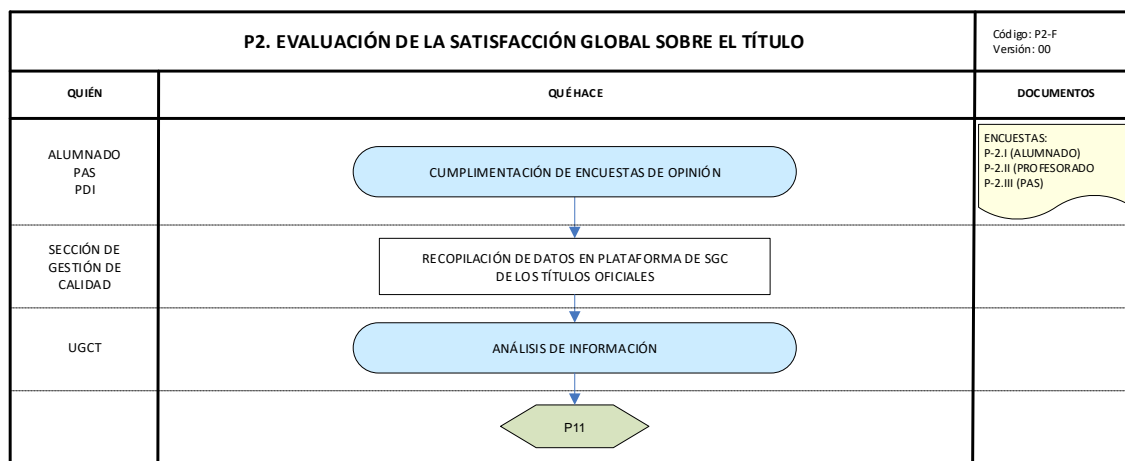 P2. EVALUACIÓN DE LA SATISFACCIÓN GLOBAL SOBRE EL TÍTULO
Código: P2-F
Versión: 00
QUIÉN
QUÉ HACE
DOCUMENTOS
ALUMNADO
PAS
PDI
CUMPLIMENTACIÓN DE ENCUESTAS DE OPINIÓN
ENCUESTAS:
P-2.I (ALUMNADO)
P-2.II (PROFESORADO
P-2.III (PAS)
SECCIÓN DE
GESTIÓN DE
CALIDAD
RECOPILACIÓN DE DATOS EN PLATAFORMA DE SGC
DE LOS TÍTULOS OFICIALES
UGCT
ANÁLISIS DE INFORMACIÓN
P11